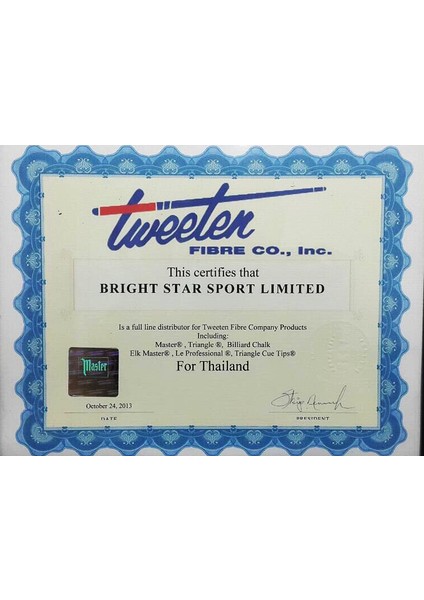 Tweeten
FIBRE CO., Inc.
This certifies that
BRIGHT STAR SPORT LIMITED
Is a full line distributor for Tweeten Fibre Company Products
Including:
Master® , Triangle ®, Billiard Chalk
Elk Master® , Le Professional ®, Triangle Cue Tips®
For Thailand
Master
October 24, 2013
DATE
PRESIDENT